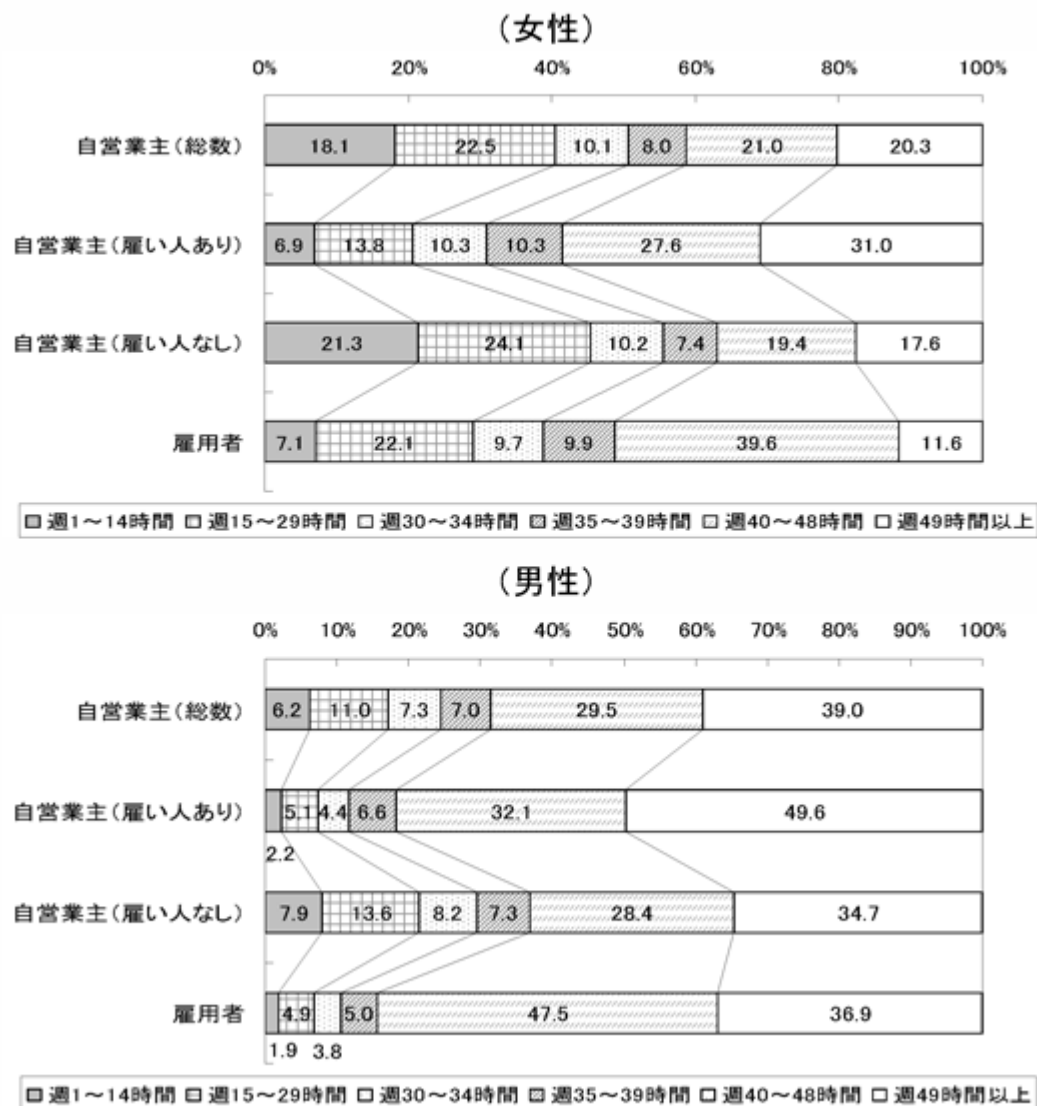 (女性)
0% 20% 40% 60% 80% 100%
自営業主(総数) 18.1 22.5 10.1 8.0 21.0 20.3
自営業主(雇い人あり) 6.9 13.8 10.3 10.3 27.6 31.0
自営業主(雇い人なし) 21.3 24.1 10.2 7.4 19.4 17.6
雇用者 7.1 22.1 9.7 9.9 39.6 11.6
週1～14時間 週15～29時間 週30～34時間 週35～39時間 週40～48時間 週49時間以上
(男性)
0% 10% 20% 30% 40% 50% 60% 70% 80% 90% 100%
自営業主(総数) 6.2 11.0 7.3 7.0 29.5 39.0
自営業主(雇い人あり) 5.1 4.4 6.6 32.1 49.6
2.2
自営業主(雇い人なし) 7.9 13.6 8.2 7.3 28.4 34.7
雇用者 4.9 5.0 47.5 36.9
1.9 3.8
週1～14時間 週15～29時間 週30～34時間 週35～39時間 週40～48時間 週49時間以上